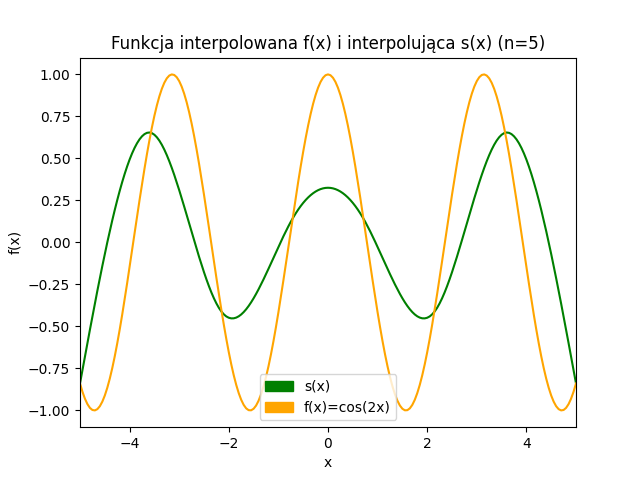 Funkcja interpolowana f(x) i interpolująca s(x) (n=5)
f(x)
1.00
0.75
0.50
0.25
0.00
−0.25
−0.50
−0.75
−1.00
s(x)
f(x)=cos(2x)
−4
−2
0
2
4
x